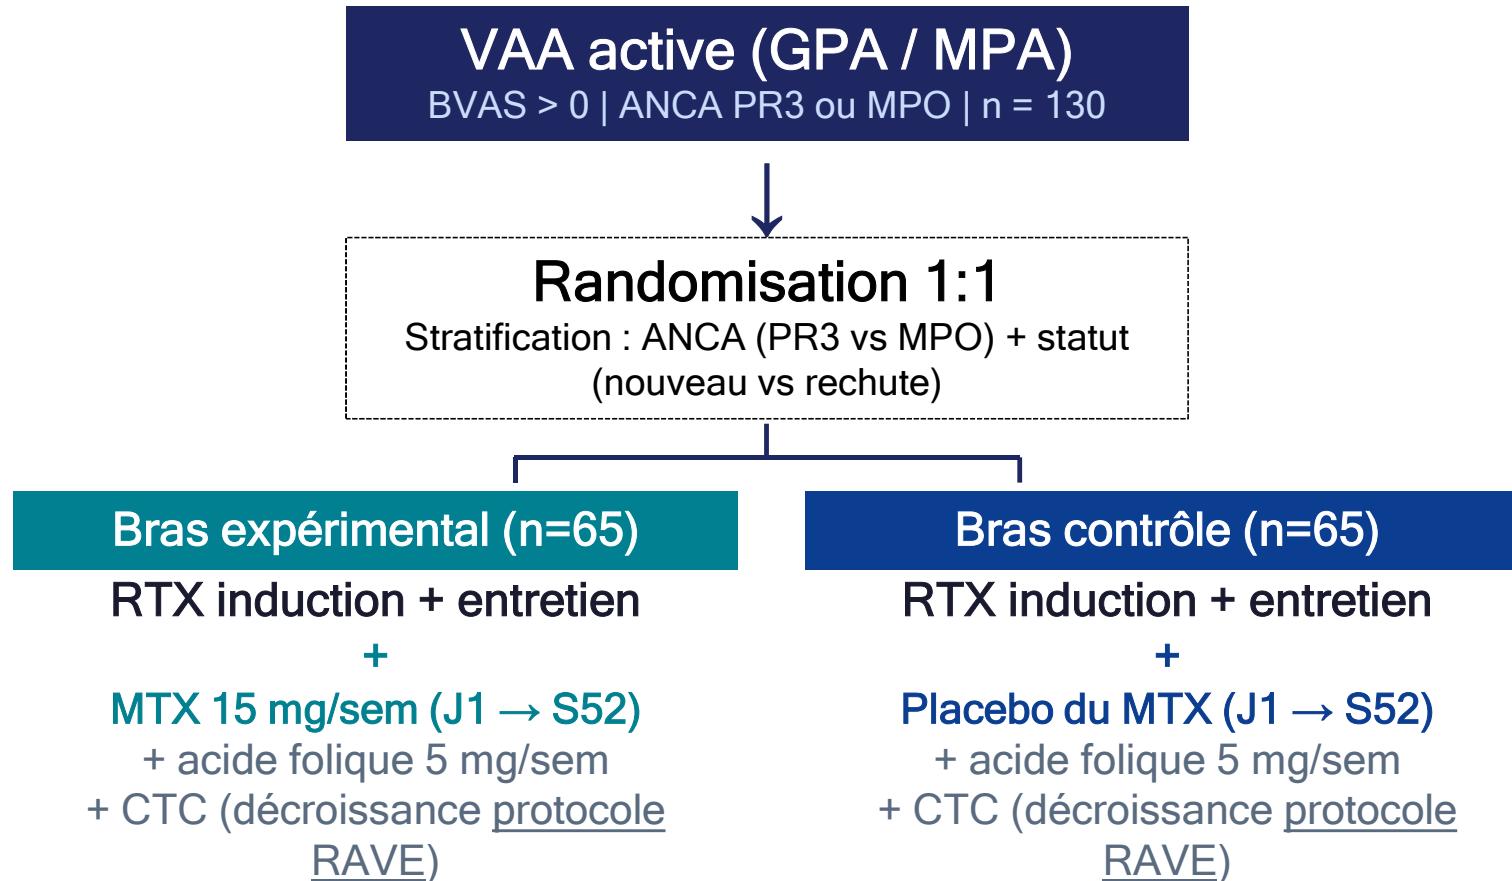 VAA active (GPA / MPA)
BVAS > 0 | ANCA PR3 ou MPO | n = 130
Randomisation 1:1
Stratification : ANCA (PR3 vs MPO) + statut
(nouveau vs rechute)
Bras expérimental (n=65)
RTX induction + entretien
+
MTX 15 mg/sem (J1 → S52)
+ acide folique 5 mg/sem
+ CTC (décroissance protocole
RAVE)
Bras contrôle (n=65)
RTX induction + entretien
+
Placebo du MTX (J1 → S52)
+ acide folique 5 mg/sem
+ CTC (décroissance protocole
RAVE)